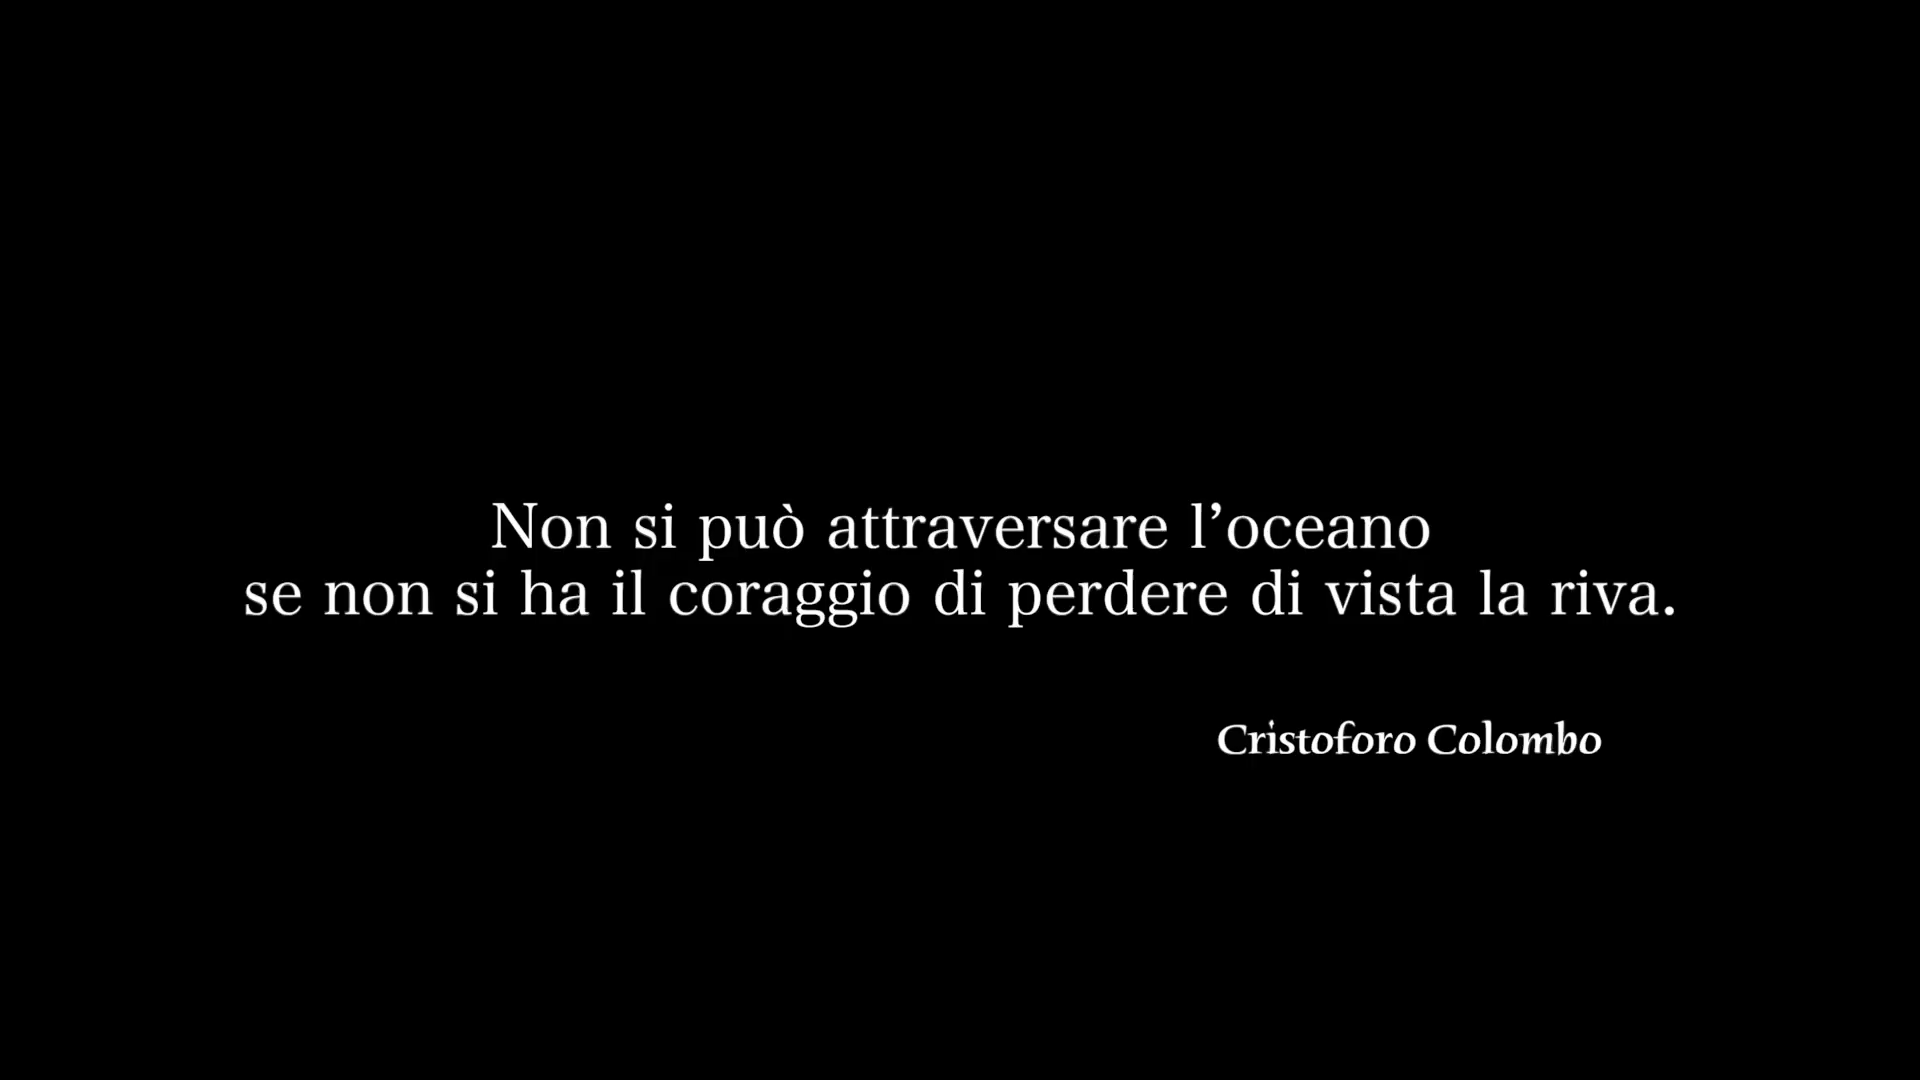 Non si può attraversare l’oceano
se non si ha il coraggio di perdere di vista la riva.
Cristoforo Colombo